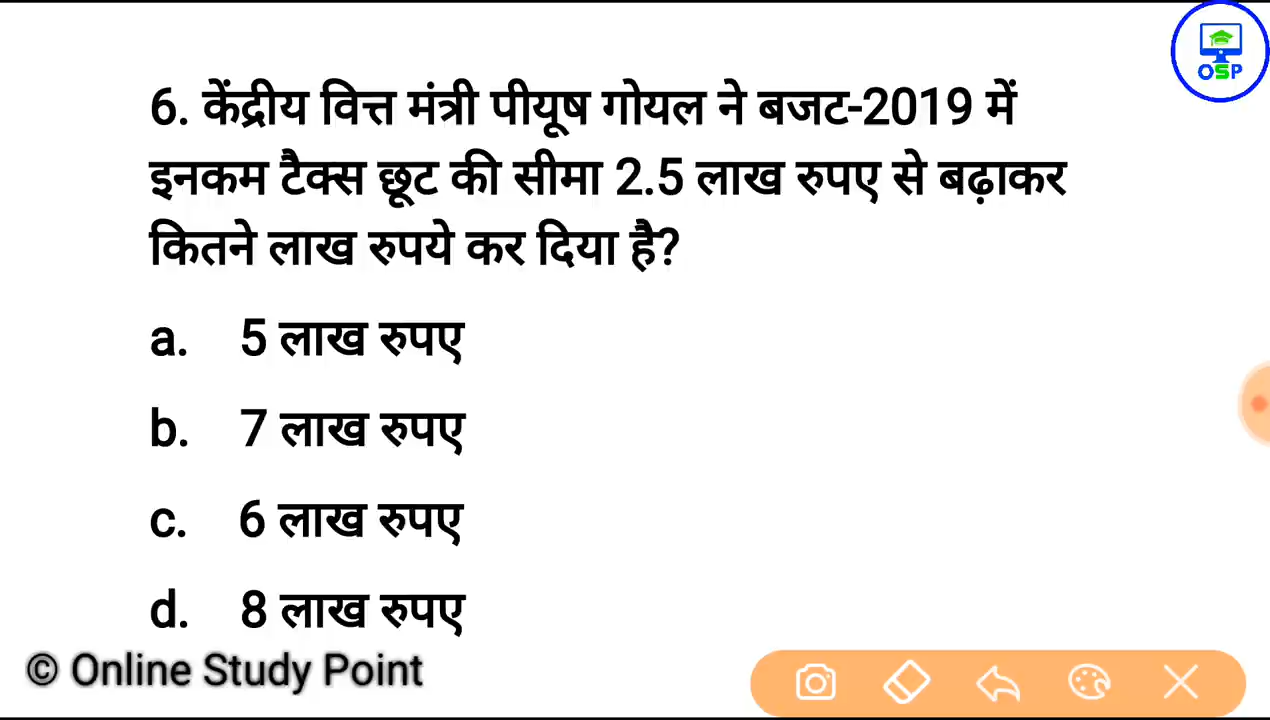 OSP
6. केंद्रीय वित्त मंत्री पीयूष गोयल ने बजट-2019 में
इनकम टैक्स छूट की सीमा 2.5 लाख रुपए से बढ़ाकर
कितने लाख रुपये कर दिया है?
a. 5 लाख रुपए
b. 7 लाख रुपए
c. 6 लाख रुपए
d. 8 लाख रुपए
© Online Study Point